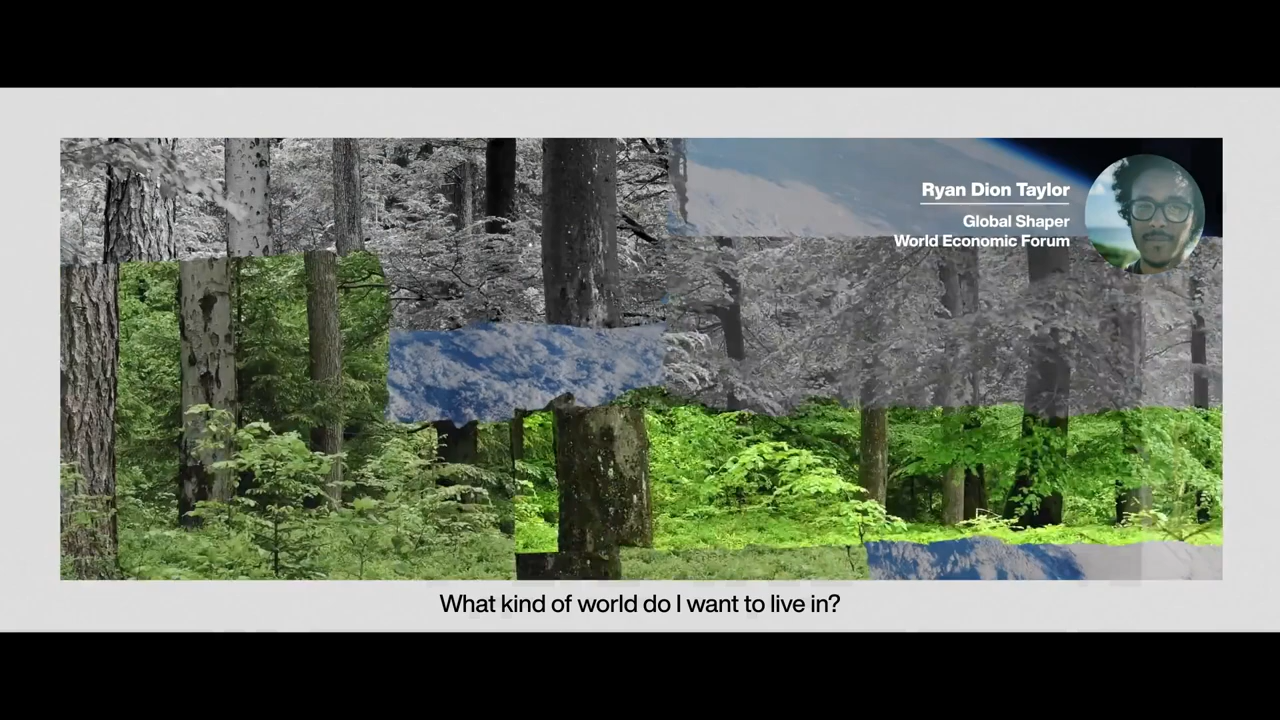 Ryan Dion Taylor
Global Shaper
World Economic Forum
What kind of world do I want to live in?